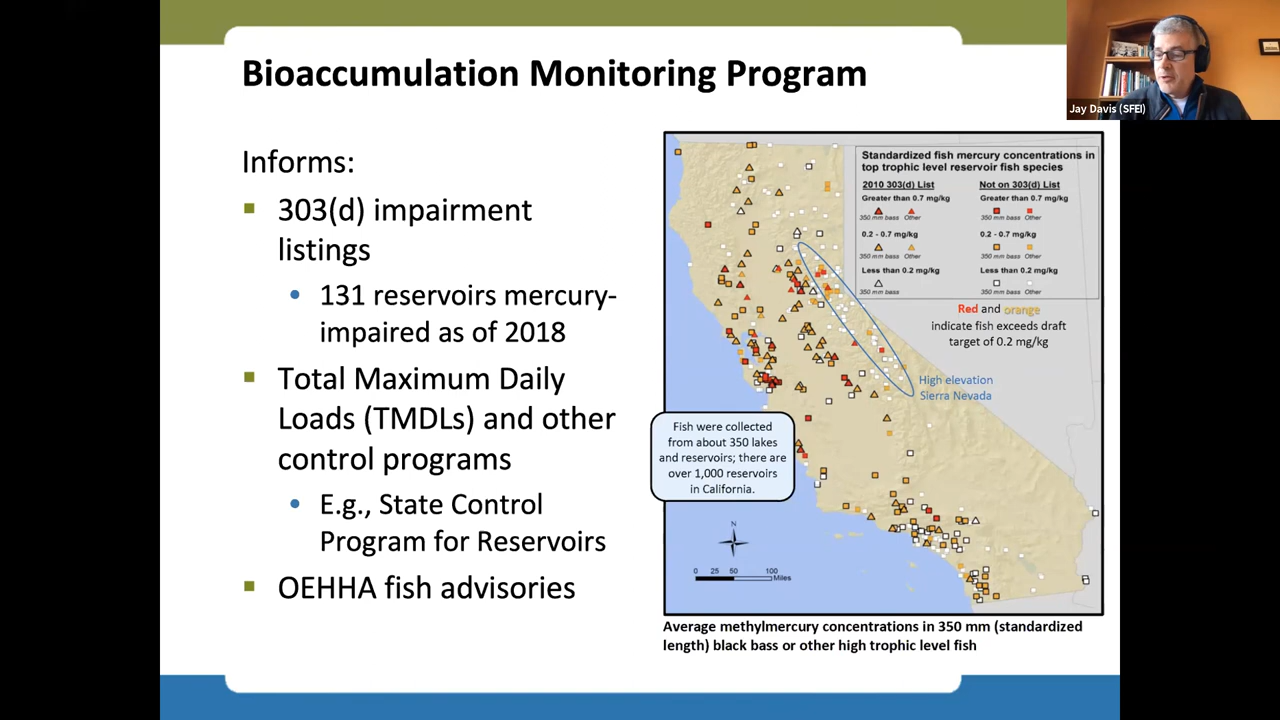 Bioaccumulation Monitoring Program
Jay Davis (SFEI)
Informs:
303(d) impairment
listings
131 reservoirs mercury-
impaired as of 2018
Total Maximum Daily
Loads (TMDLs) and other
control programs
E.g., State Control
Program for Reservoirs
OEHHA fish advisories
Standardized fish mercury concentrations in
top trophic level reservoir fish species
2010 303(d) List
Greater than 0.7 mg/kg
350 mm bass Other
0.2 - 0.7 mg/kg
350 mm bass Other
Less than 0.2 mg/kg
350 mm bass
Not on 303(d) List
Greater than 0.7 mg/kg
350 mm bass Other
0.2 - 0.7 mg/kg
350 mm bass Other
Less than 0.2 mg/kg
350 mm bass Other
Red and orange
indicate fish exceeds draft
target of 0.2 mg/kg
High elevation
Sierra Nevada
Fish were collected
from about 350 lakes
and reservoirs; there are
over 1,000 reservoirs
in California.
N
0 25 50 100
Miles
Average methylmercury concentrations in 350 mm (standardized
length) black bass or other high trophic level fish